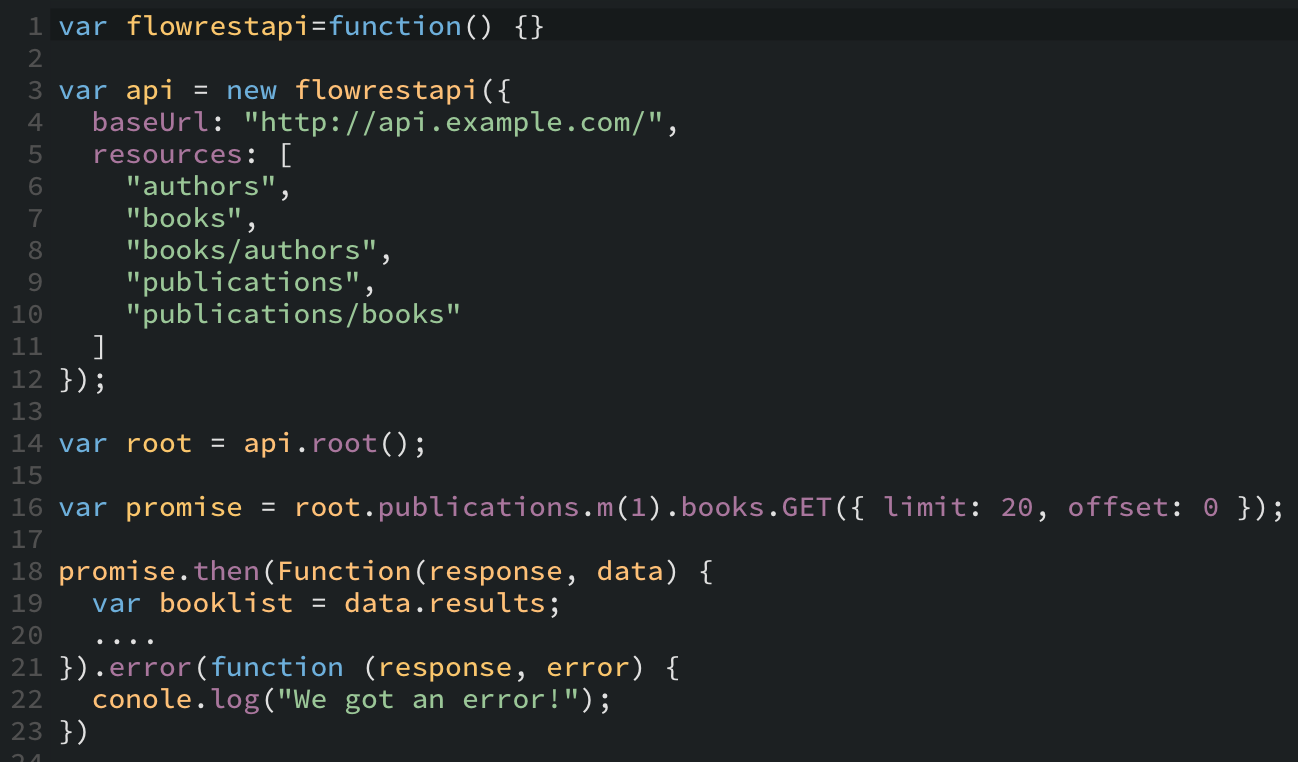 1 var flowrestapi=function() {}
2
3 var api = new flowrestapi({
4   baseUrl: "http://api.example.com/",
5   resources: [
6     "authors",
7     "books",
8     "books/authors",
9     "publications",
10     "publications/books"
11   ]
12 });
13
14 var root = api.root();
15
16 var promise = root.publications.m(1).books.GET({ limit: 20, offset: 0 });
17
18 promise.then(Function(response, data) {
19   var booklist = data.results;
20   ....
21 }).error(function (response, error) {
22   conole.log("We got an error!");
23 })
24